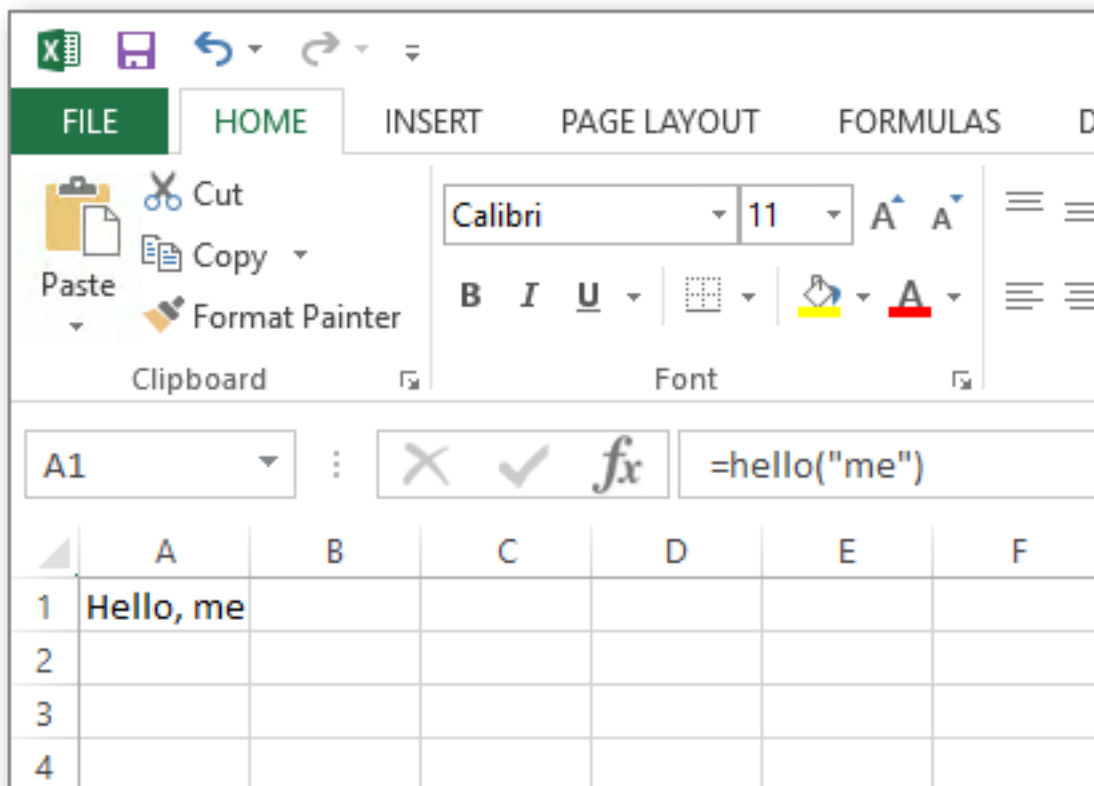 FILE HOME INSERT PAGE LAYOUT FORMULAS D
Cut
Copy
Format Painter
Paste
Calibri 11 A A
B I U A
Clipboard Font
A1 fx =hello("me")
A B C D E F
1 Hello, me
2
3
4